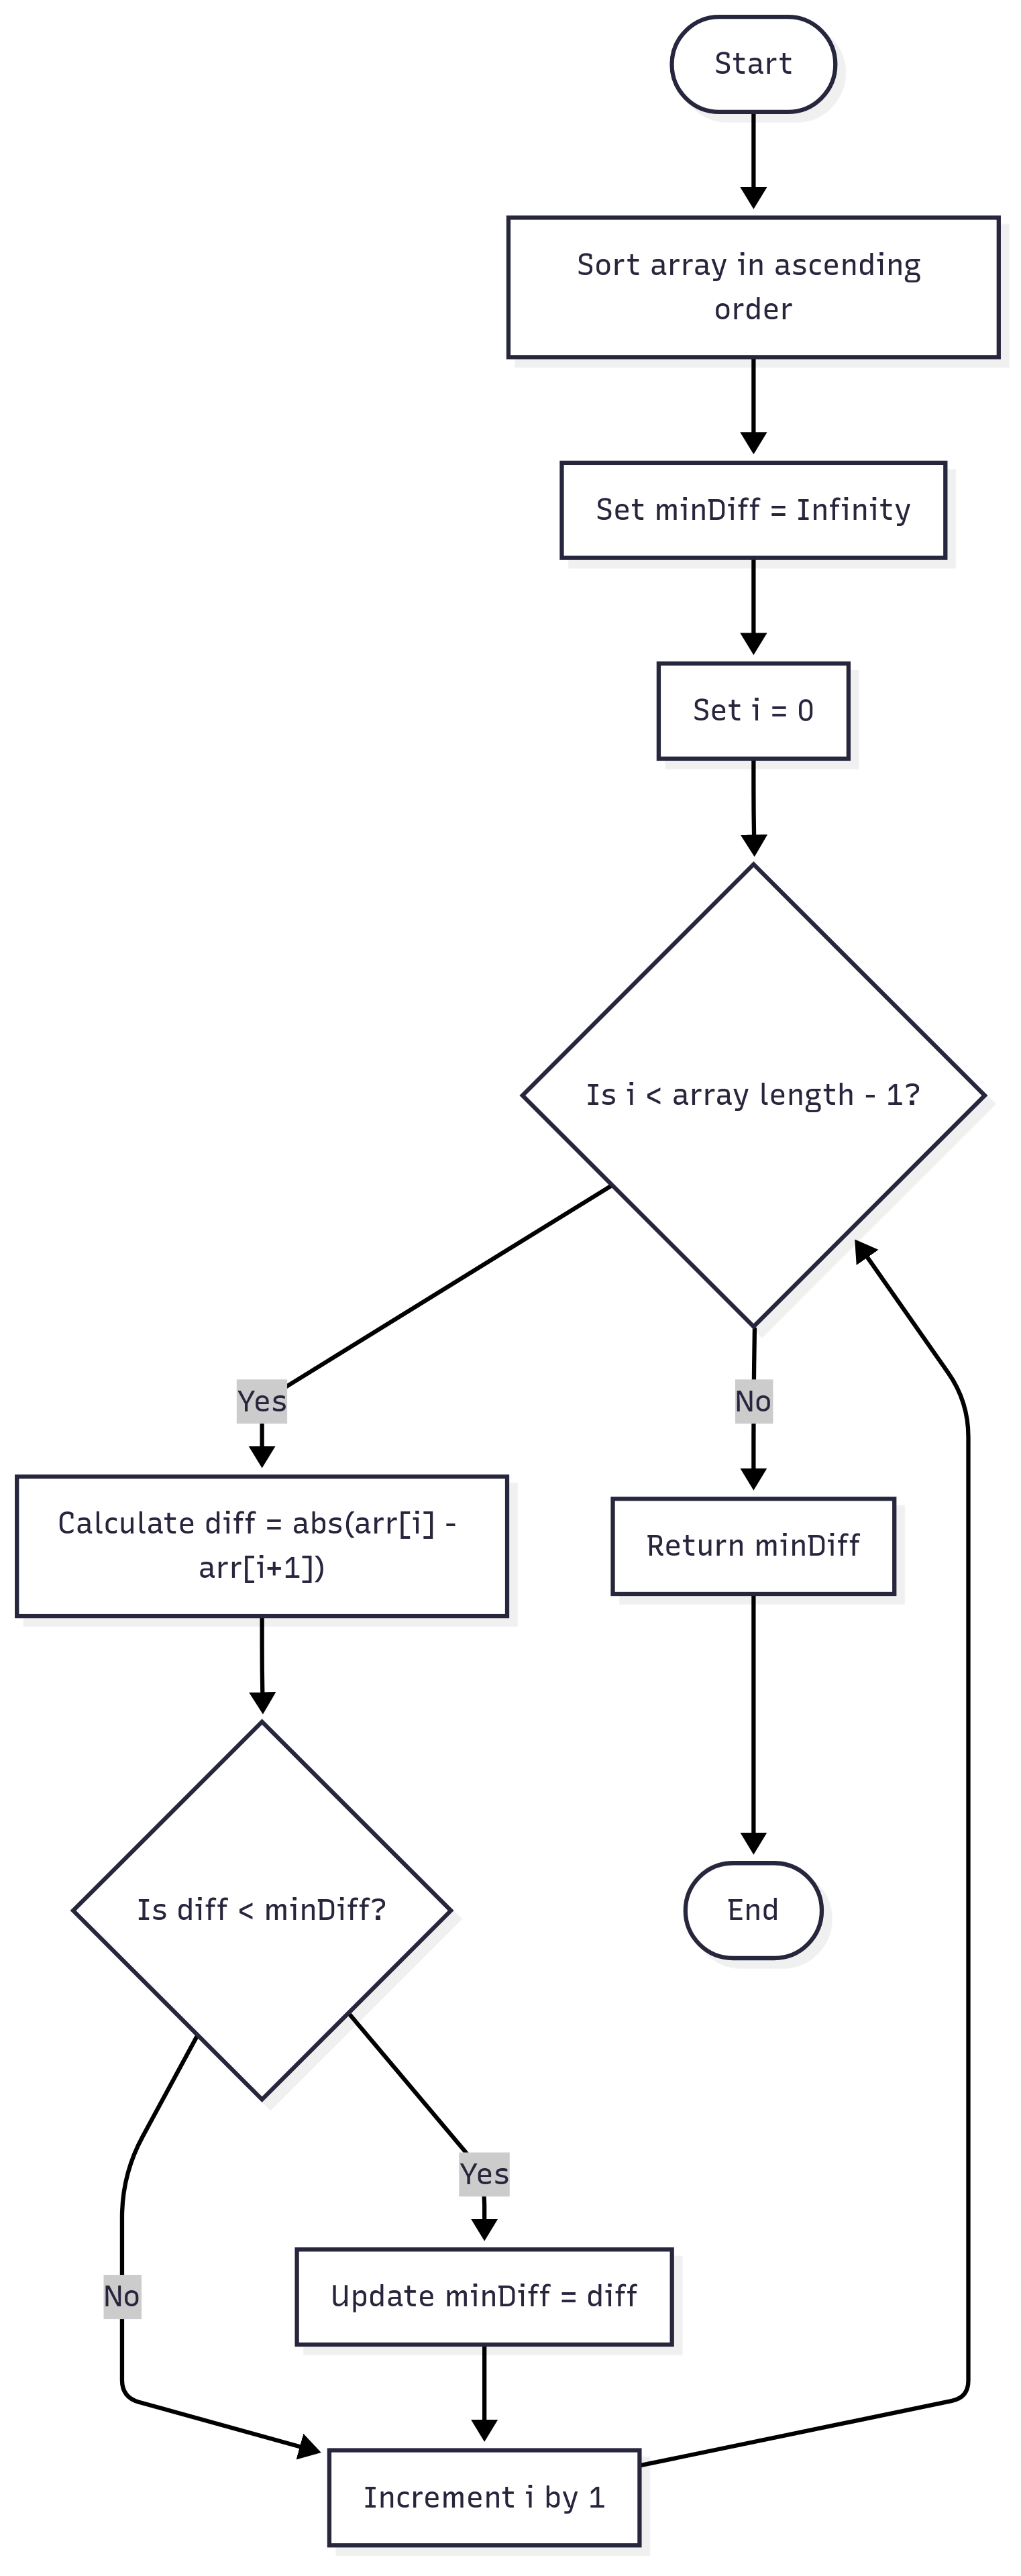 Start
Sort array in ascending
order
Set minDiff = Infinity
Set i = 0
Is i < array length - 1?
Yes
No
Calculate diff = abs(arr[i] -
arr[i+1])
Return minDiff
Is diff < minDiff?
End
Yes
No
Update minDiff = diff
Increment i by 1